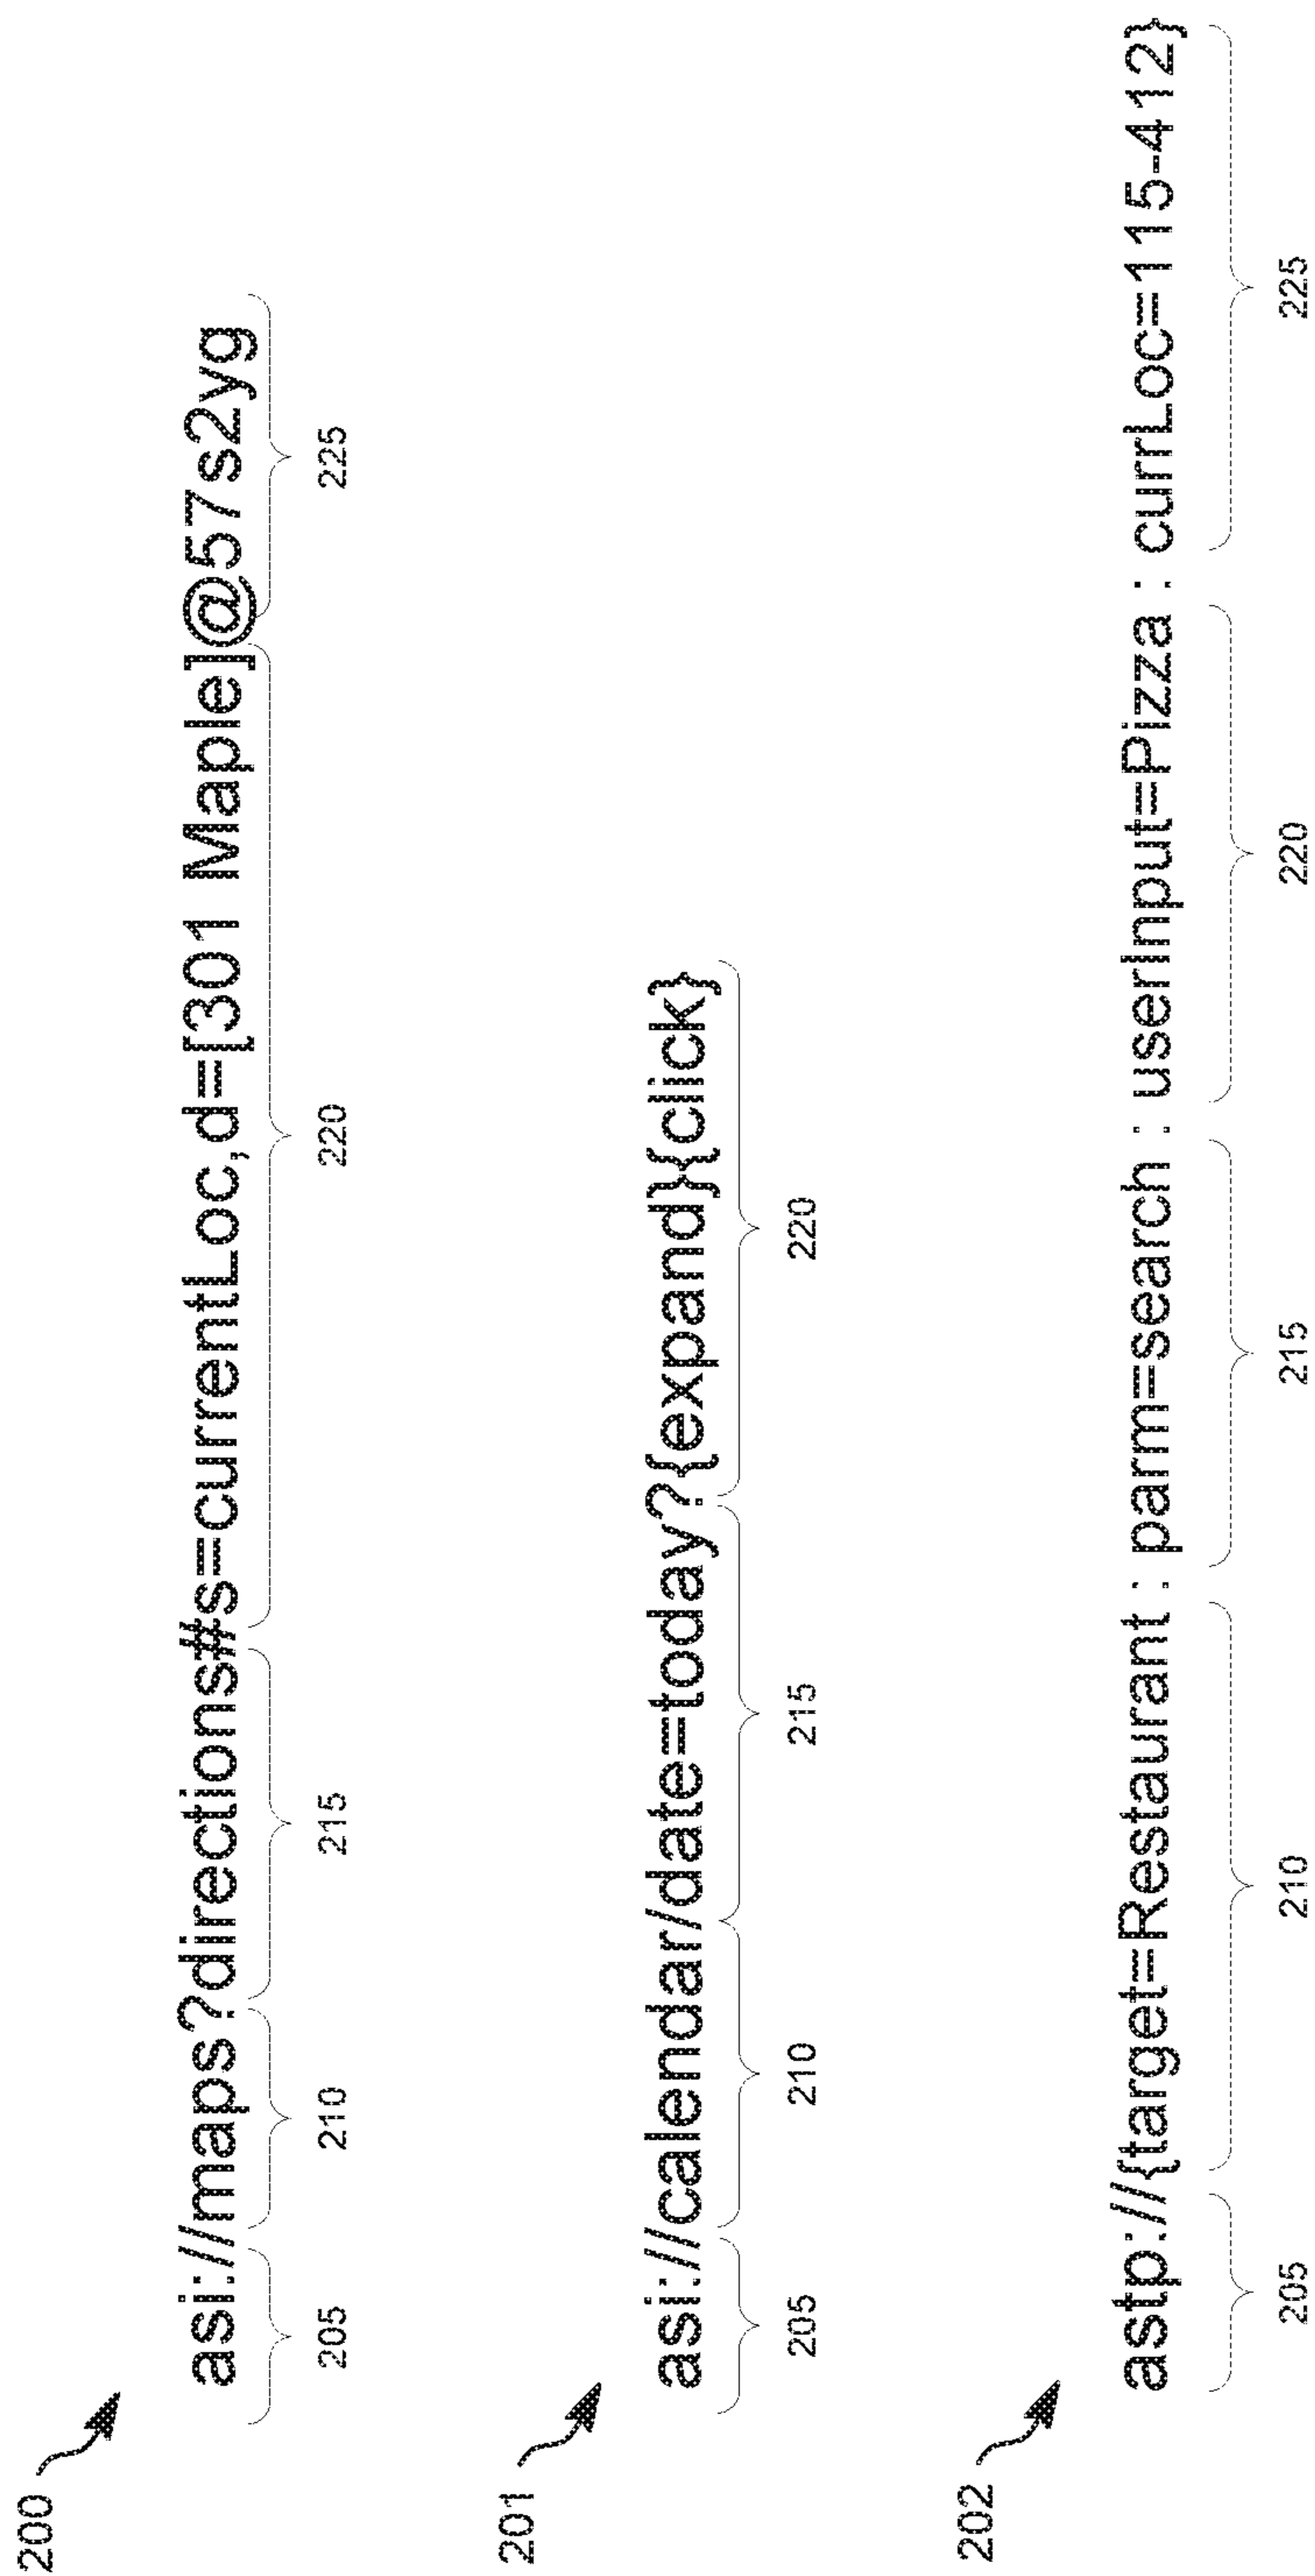 200
asi://maps?directions#s=currentLoc,d=[301 Maple]@57s2yg
205 210 215 220 225
201
asi://calendar/date=today?{expand}{click}
205 210 215 220
202
astp://{target=Restaurant : parm=search : userInput=Pizza : currLoc=115-412}
205 210 215 220 225